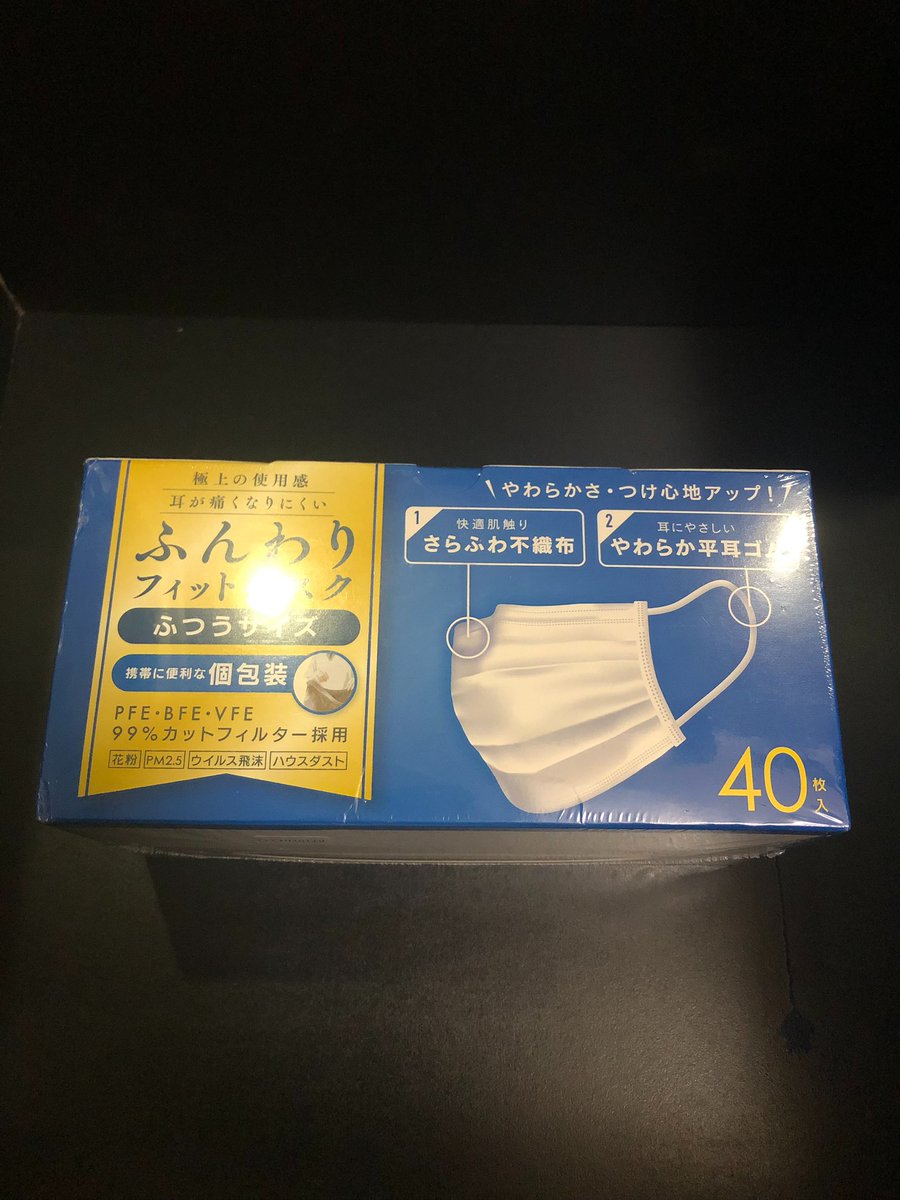 極上の使用感
耳が痛くなりにくい
ふんわり
フィット スク
ふつうサイズ
携帯に便利な個包装
PFE・BFE・VFE
99%カットフィルター採用
花粉 PM2.5 ウイルス飛沫 ハウスダスト
\やわらかさ・つけ心地アップ!/
1
快適肌触り
さらふわ不織布
2
耳にやさしい
やわらか平耳ゴ
40枚入